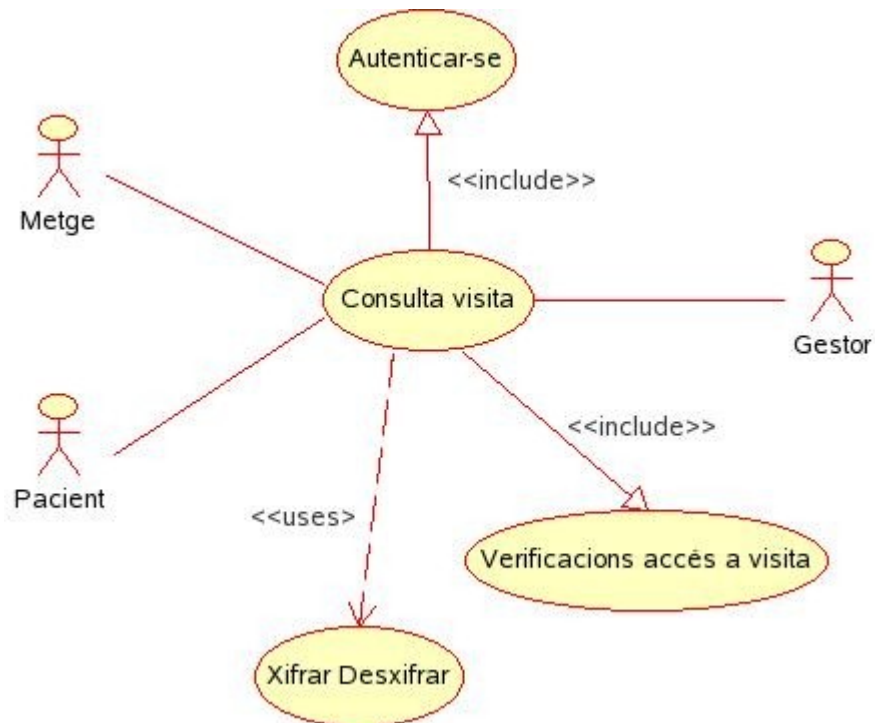 Autenticar-se
<<include>>
Metge
Consulta visita
Gestor
<<include>>
Pacient
<<uses>
Verificacions accés a visita
Xifrar Desxifrar